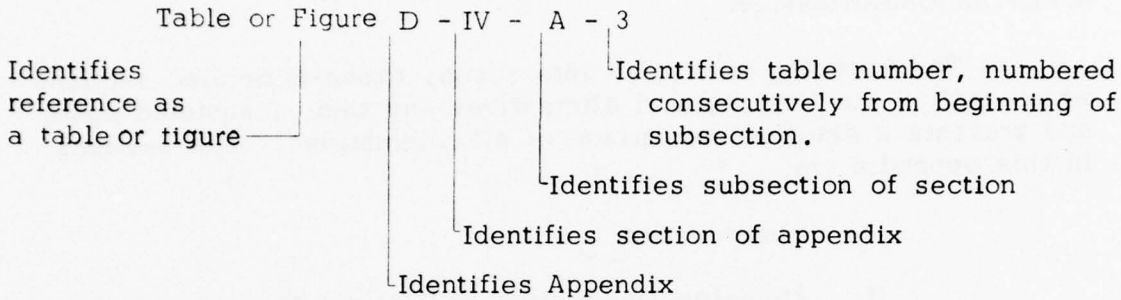 Table or Figure D - IV - A - 3
Identifies
reference as
a table or figure
Identifies table number, numbered
consecutively from beginning of
subsection.
Identifies subsection of section
Identifies section of appendix
Identifies Appendix